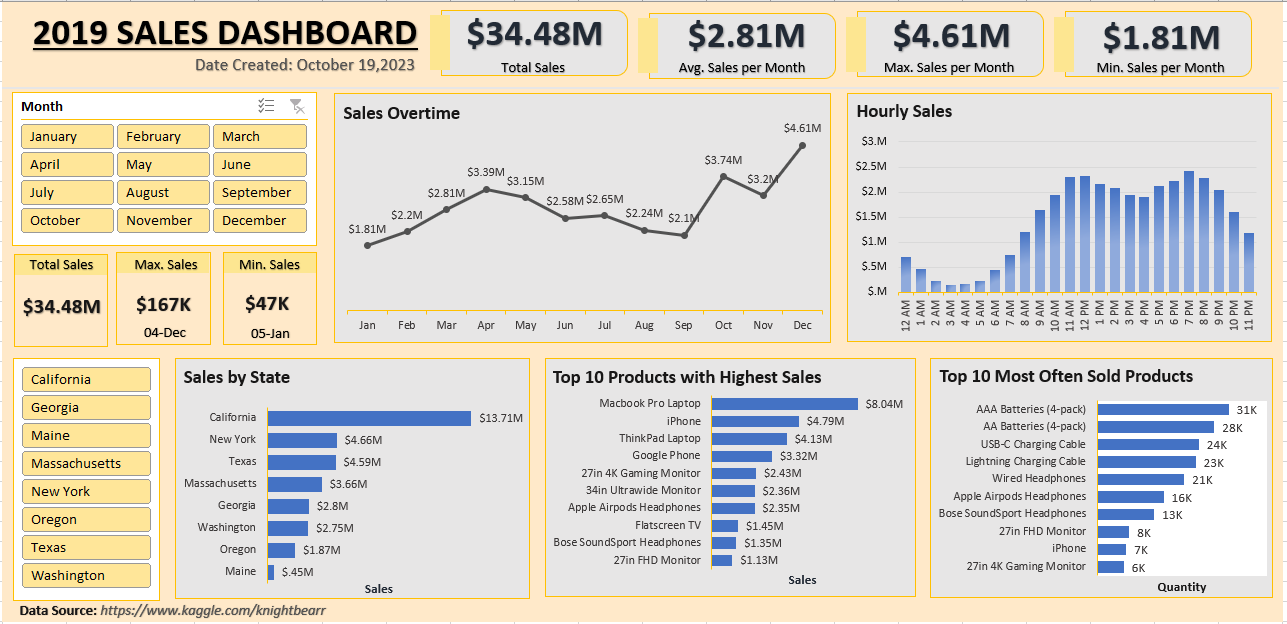 2019 SALES DASHBOARD
Date Created: October 19,2023
$34.48M
Total Sales
$2.81M
Avg. Sales per Month
$4.61M
Max. Sales per Month
$1.81M
Min. Sales per Month
Month
January
February
March
April
May
June
July
August
September
October
November
December
Total Sales
$34.48M
Max. Sales
$167K
04-Dec
Min. Sales
$47K
05-Jan
Sales Overtime
$1.81M
$2.2M
$2.81M
$3.39M
$3.15M
$2.58M
$2.65M
$2.24M
$2.1M
$3.74M
$3.2M
$4.61M
Jan Feb Mar Apr May Jun Jul Aug Sep Oct Nov Dec
Hourly Sales
$3.M
$2.5M
$2.M
$1.5M
$1.M
$.5M
$.M
12 AM
1 AM
2 AM
3 AM
4 AM
5 AM
6 AM
7 AM
8 AM
9 AM
10 AM
11 AM
12 PM
1 PM
2 PM
3 PM
4 PM
5 PM
6 PM
7 PM
8 PM
9 PM
10 PM
11 PM
California
Georgia
Maine
Massachusetts
New York
Oregon
Texas
Washington
Sales by State
California $13.71M
New York $4.66M
Texas $4.59M
Massachusetts $3.66M
Georgia $2.8M
Washington $2.75M
Oregon $1.87M
Maine $.45M
Sales
Top 10 Products with Highest Sales
Macbook Pro Laptop $8.04M
iPhone $4.79M
ThinkPad Laptop $4.13M
Google Phone $3.32M
27in 4K Gaming Monitor $2.43M
34in Ultrawide Monitor $2.36M
Apple Airpods Headphones $2.35M
Flatscreen TV $1.45M
Bose SoundSport Headphones $1.35M
27in FHD Monitor $1.13M
Sales
Top 10 Most Often Sold Products
AAA Batteries (4-pack) 31K
AA Batteries (4-pack) 28K
USB-C Charging Cable 24K
Lightning Charging Cable 23K
Wired Headphones 21K
Apple Airpods Headphones 16K
Bose SoundSport Headphones 13K
27in FHD Monitor 8K
iPhone 7K
27in 4K Gaming Monitor 6K
Quantity
Data Source: https://www.kaggle.com/knightbearr